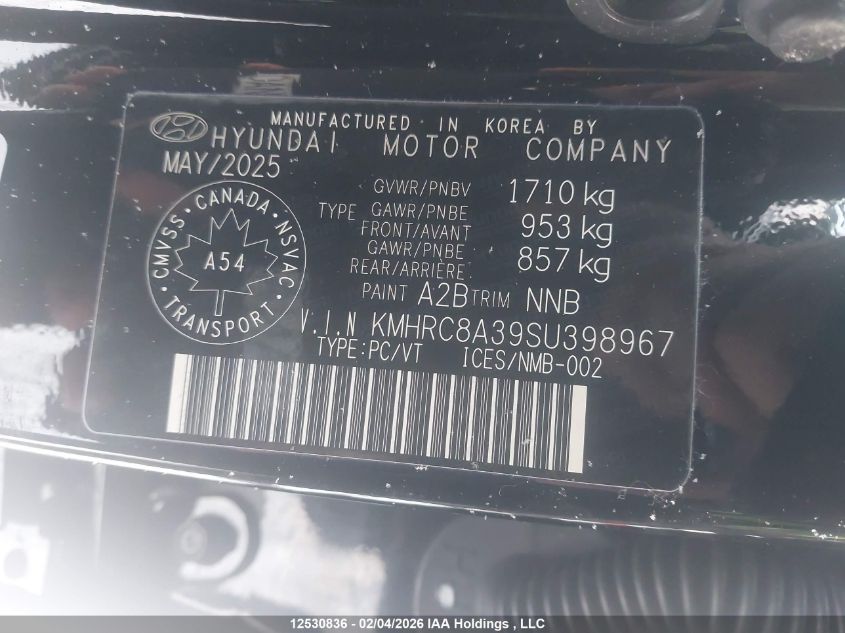 MANUFACTURED IN KOREA BY
HYUNDAI MOTOR COMPANY
MAY/2025
GVWR/PNBV 1710 kg
TYPE GAWR/PNBE
FRONT/AVANT 953 kg
GAWR/PNBE
REAR/ARRIÈRE 857 kg
PAINT A2B TRIM NNB
CMVSS · CANADA · NSVAC · TRANSPORT ·
A54
V.I.N KMHRC8A39SU398967
TYPE:PC/VT ICES/NMB-002
12530836 - 02/04/2026 IAA Holdings , LLC